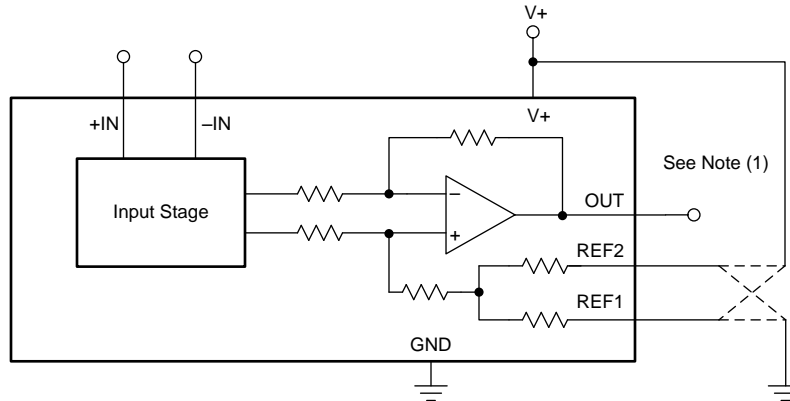 V+
+IN
–IN
V+
See Note (1)
Input Stage
–
+
OUT
REF2
REF1
GND